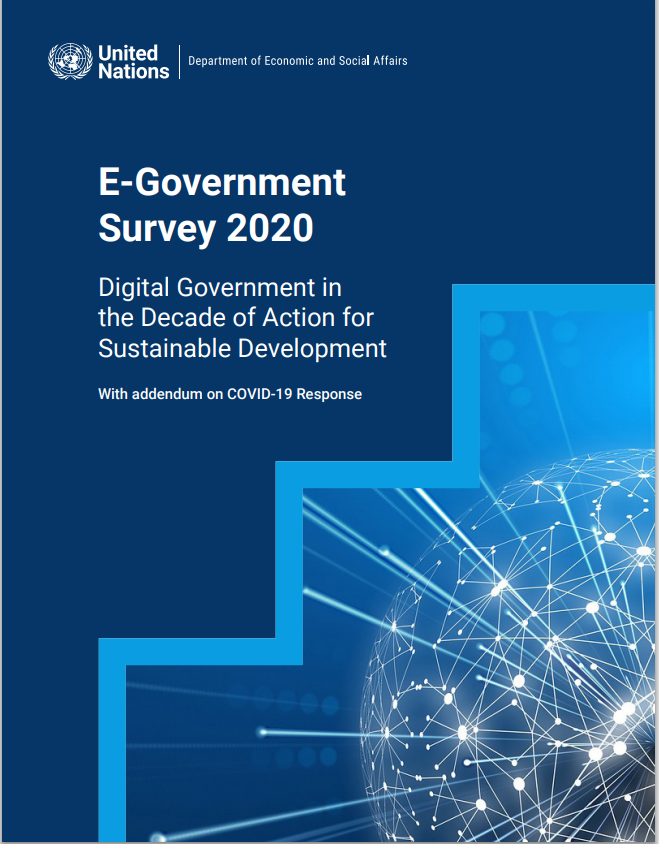 United
Nations
Department of Economic and Social Affairs
E-Government
Survey 2020
Digital Government in
the Decade of Action for
Sustainable Development
With addendum on COVID-19 Response